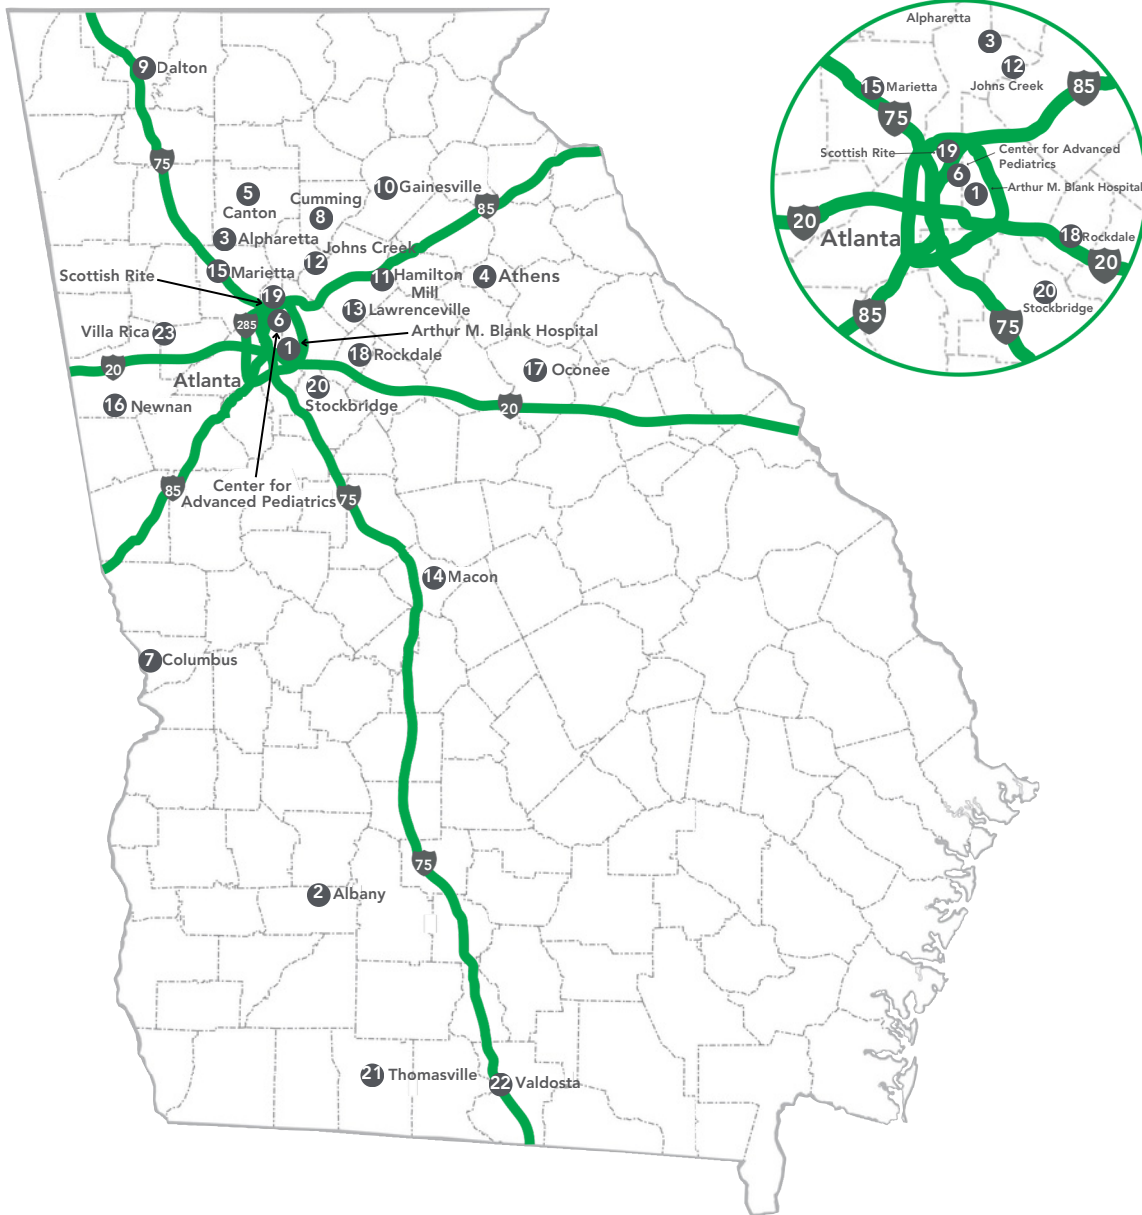 9 Dalton
75
5
Canton
Cumming
8
10 Gainesville
85
3 Alpharetta
Johns Creek
12
15 Marietta
11 Hamilton
Mill
4 Athens
Scottish Rite
19
13 Lawrenceville
6
285
Villa Rica 23
Arthur M. Blank Hospital
1
18 Rockdale
20
17 Oconee
Atlanta
20
Stockbridge
16 Newnan
20
85
Center for
Advanced Pediatrics
75
14 Macon
7 Columbus
75
2 Albany
21 Thomasville
22 Valdosta
Alpharetta
3
12
Johns Creek
15 Marietta
85
75
Scottish Rite
19
Center for Advanced
Pediatrics
6
1
Arthur M. Blank Hospital
20
Atlanta
18 Rockdale
20
20
Stockbridge
85
75